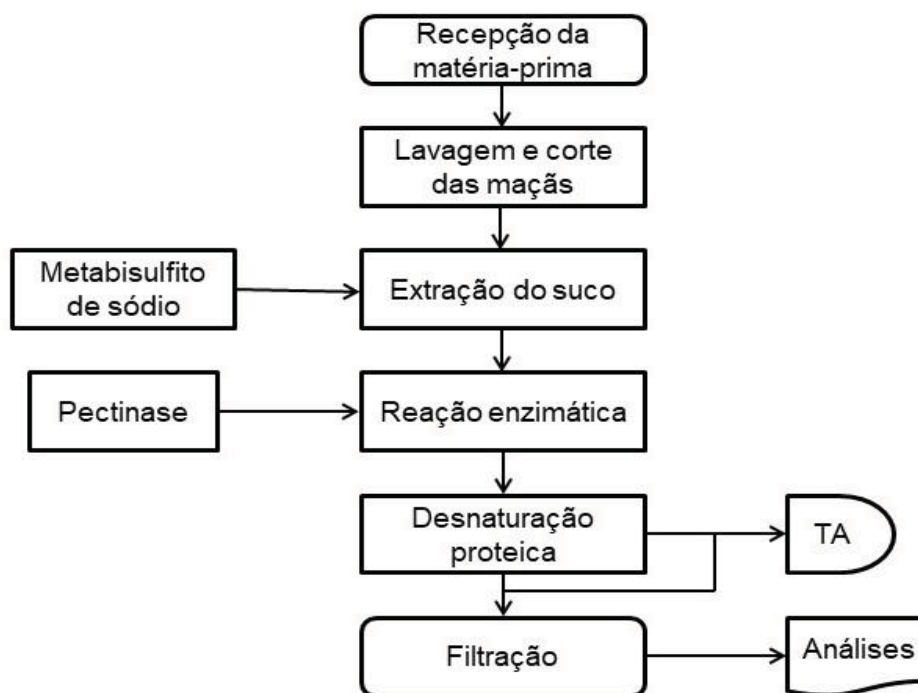 Recepção da
matéria-prima
Lavagem e corte
das maçãs
Metabisulfito
de sódio
Extração do suco
Pectinase
Reação enzimática
Desnaturação
proteica
TA
Filtração
Análises